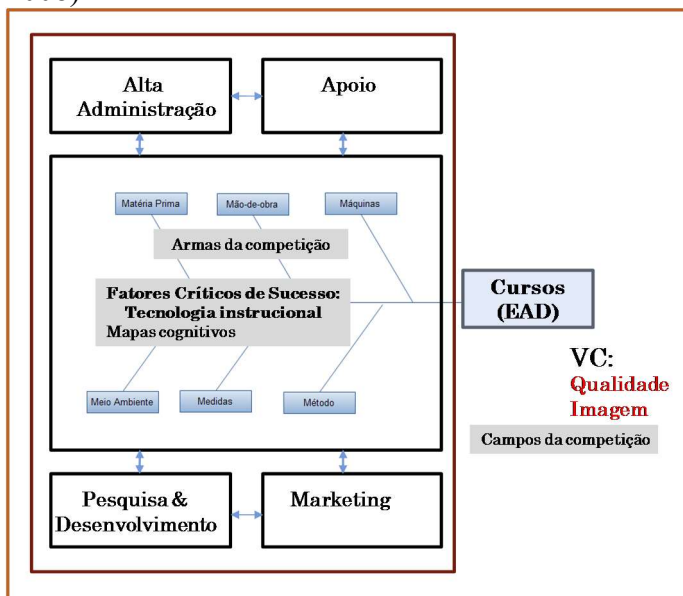 Alta
Administração
Apoio
Matéria Prima
Mão-de-obra
Máquinas
Armas da competição
Fatores Críticos de Sucesso:
Tecnologia instrucional
Mapas cognitivos
Cursos
(EAD)
VC:
Qualidade
Imagem
Campos da competição
Meio Ambiente
Medidas
Método
Pesquisa &
Desenvolvimento
Marketing